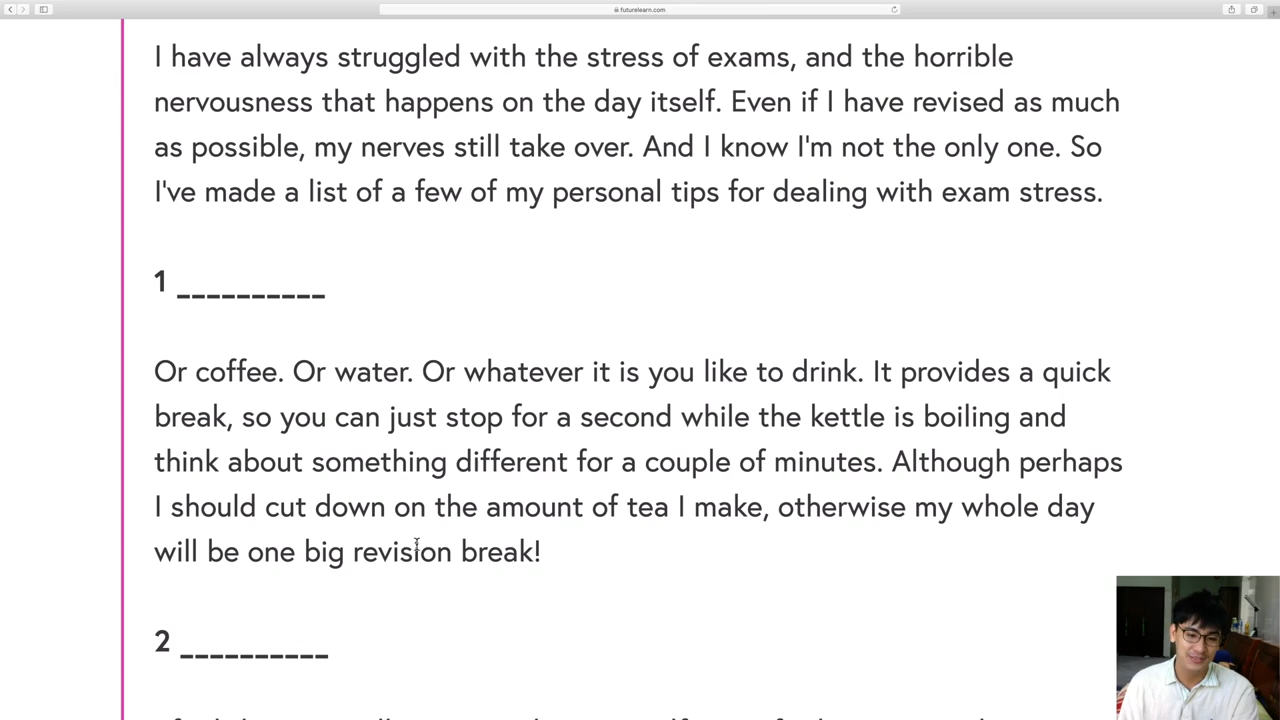 futurelearn.com
I have always struggled with the stress of exams, and the horrible
nervousness that happens on the day itself. Even if I have revised as much
as possible, my nerves still take over. And I know I'm not the only one. So
I've made a list of a few of my personal tips for dealing with exam stress.
1 __________
Or coffee. Or water. Or whatever it is you like to drink. It provides a quick
break, so you can just stop for a second while the kettle is boiling and
think about something different for a couple of minutes. Although perhaps
I should cut down on the amount of tea I make, otherwise my whole day
will be one big revision break!
2 __________